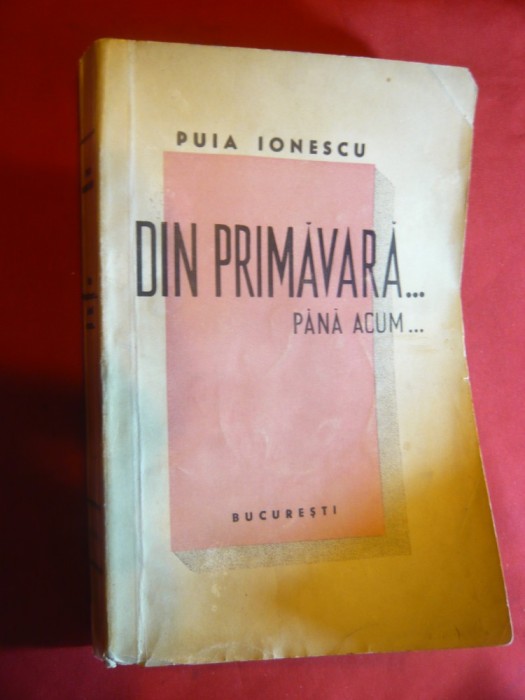 PUIA IONESCU
DIN PRIMĂVARĂ...
PÂNĂ ACUM...
BUCUREȘTI